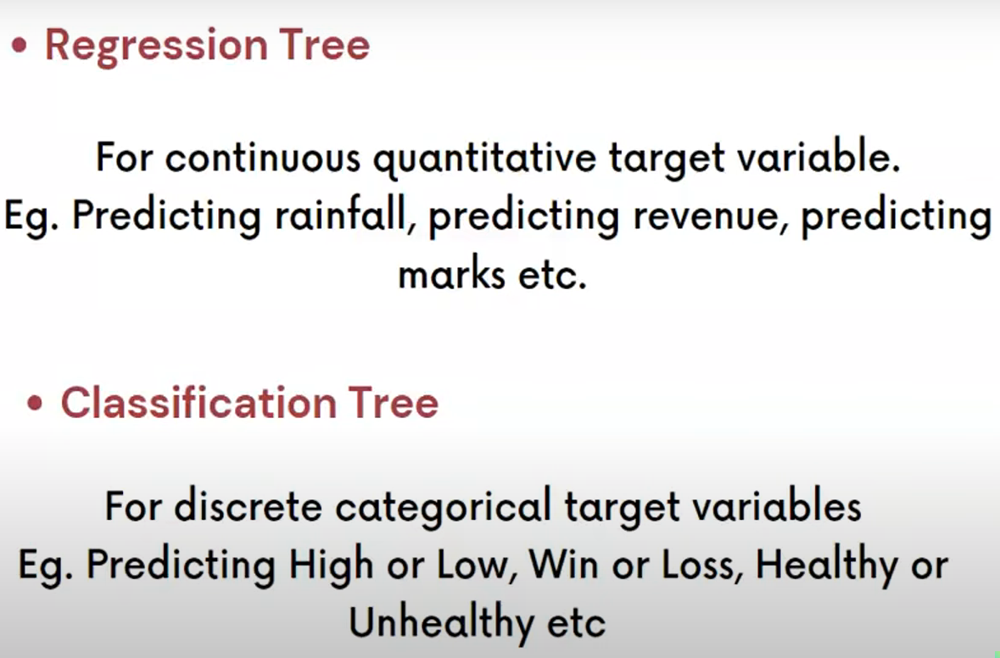 • Regression Tree
For continuous quantitative target variable.
Eg. Predicting rainfall, predicting revenue, predicting
marks etc.
• Classification Tree
For discrete categorical target variables
Eg. Predicting High or Low, Win or Loss, Healthy or
Unhealthy etc